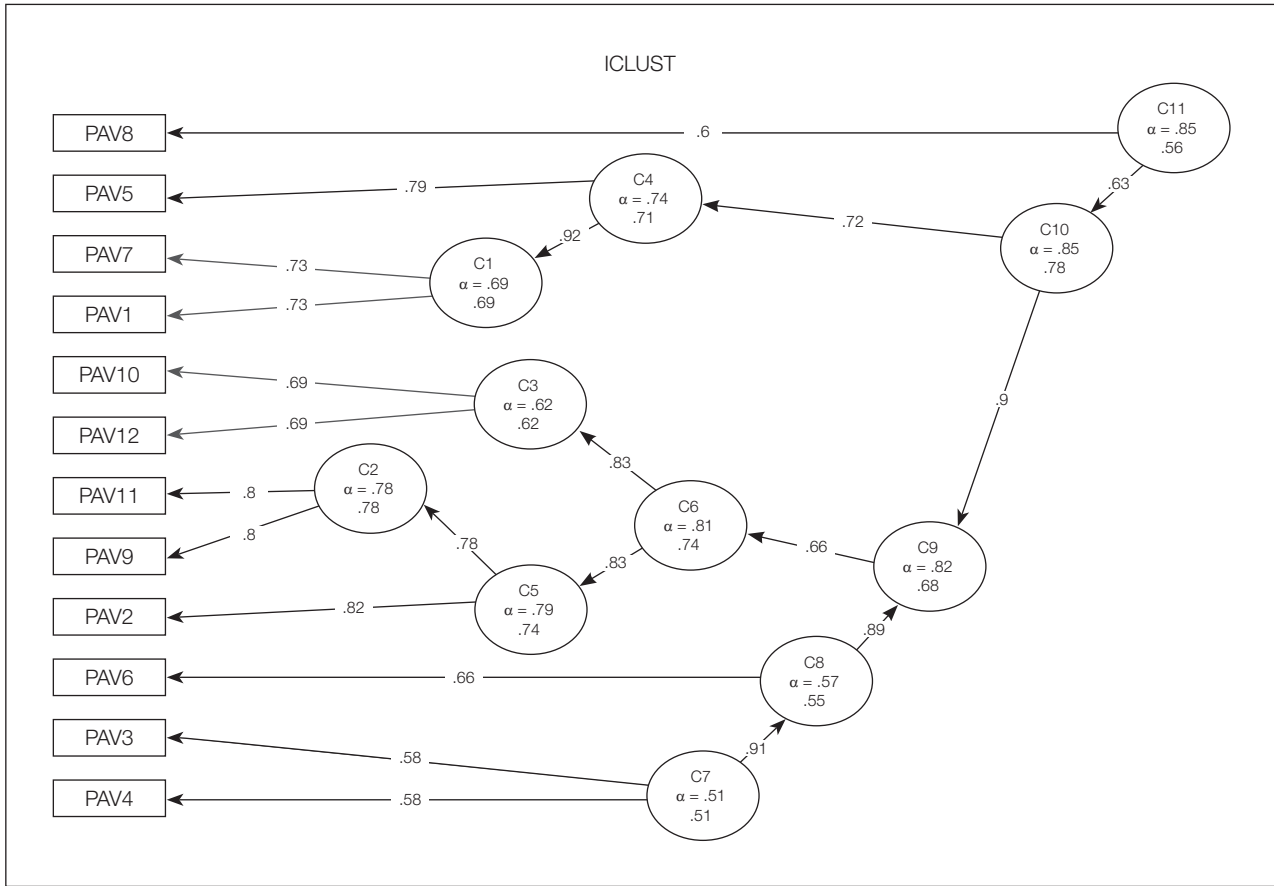 ICLUST
PAV8
.6
C11
α = .85
.56
PAV5
.79
C4
α = .74
.71
.63
.72
C10
α = .85
.78
.92
PAV7
.73
C1
α = .69
.69
PAV1
.73
PAV10
.69
C3
α = .62
.62
.9
PAV12
.69
.83
PAV11
.8
C2
α = .78
.78
C6
α = .81
.74
PAV9
.8
.78
.66
C9
α = .82
.68
.83
PAV2
.82
C5
α = .79
.74
.89
PAV6
.66
C8
α = .57
.55
PAV3
.58
.91
C7
α = .51
.51
PAV4
.58